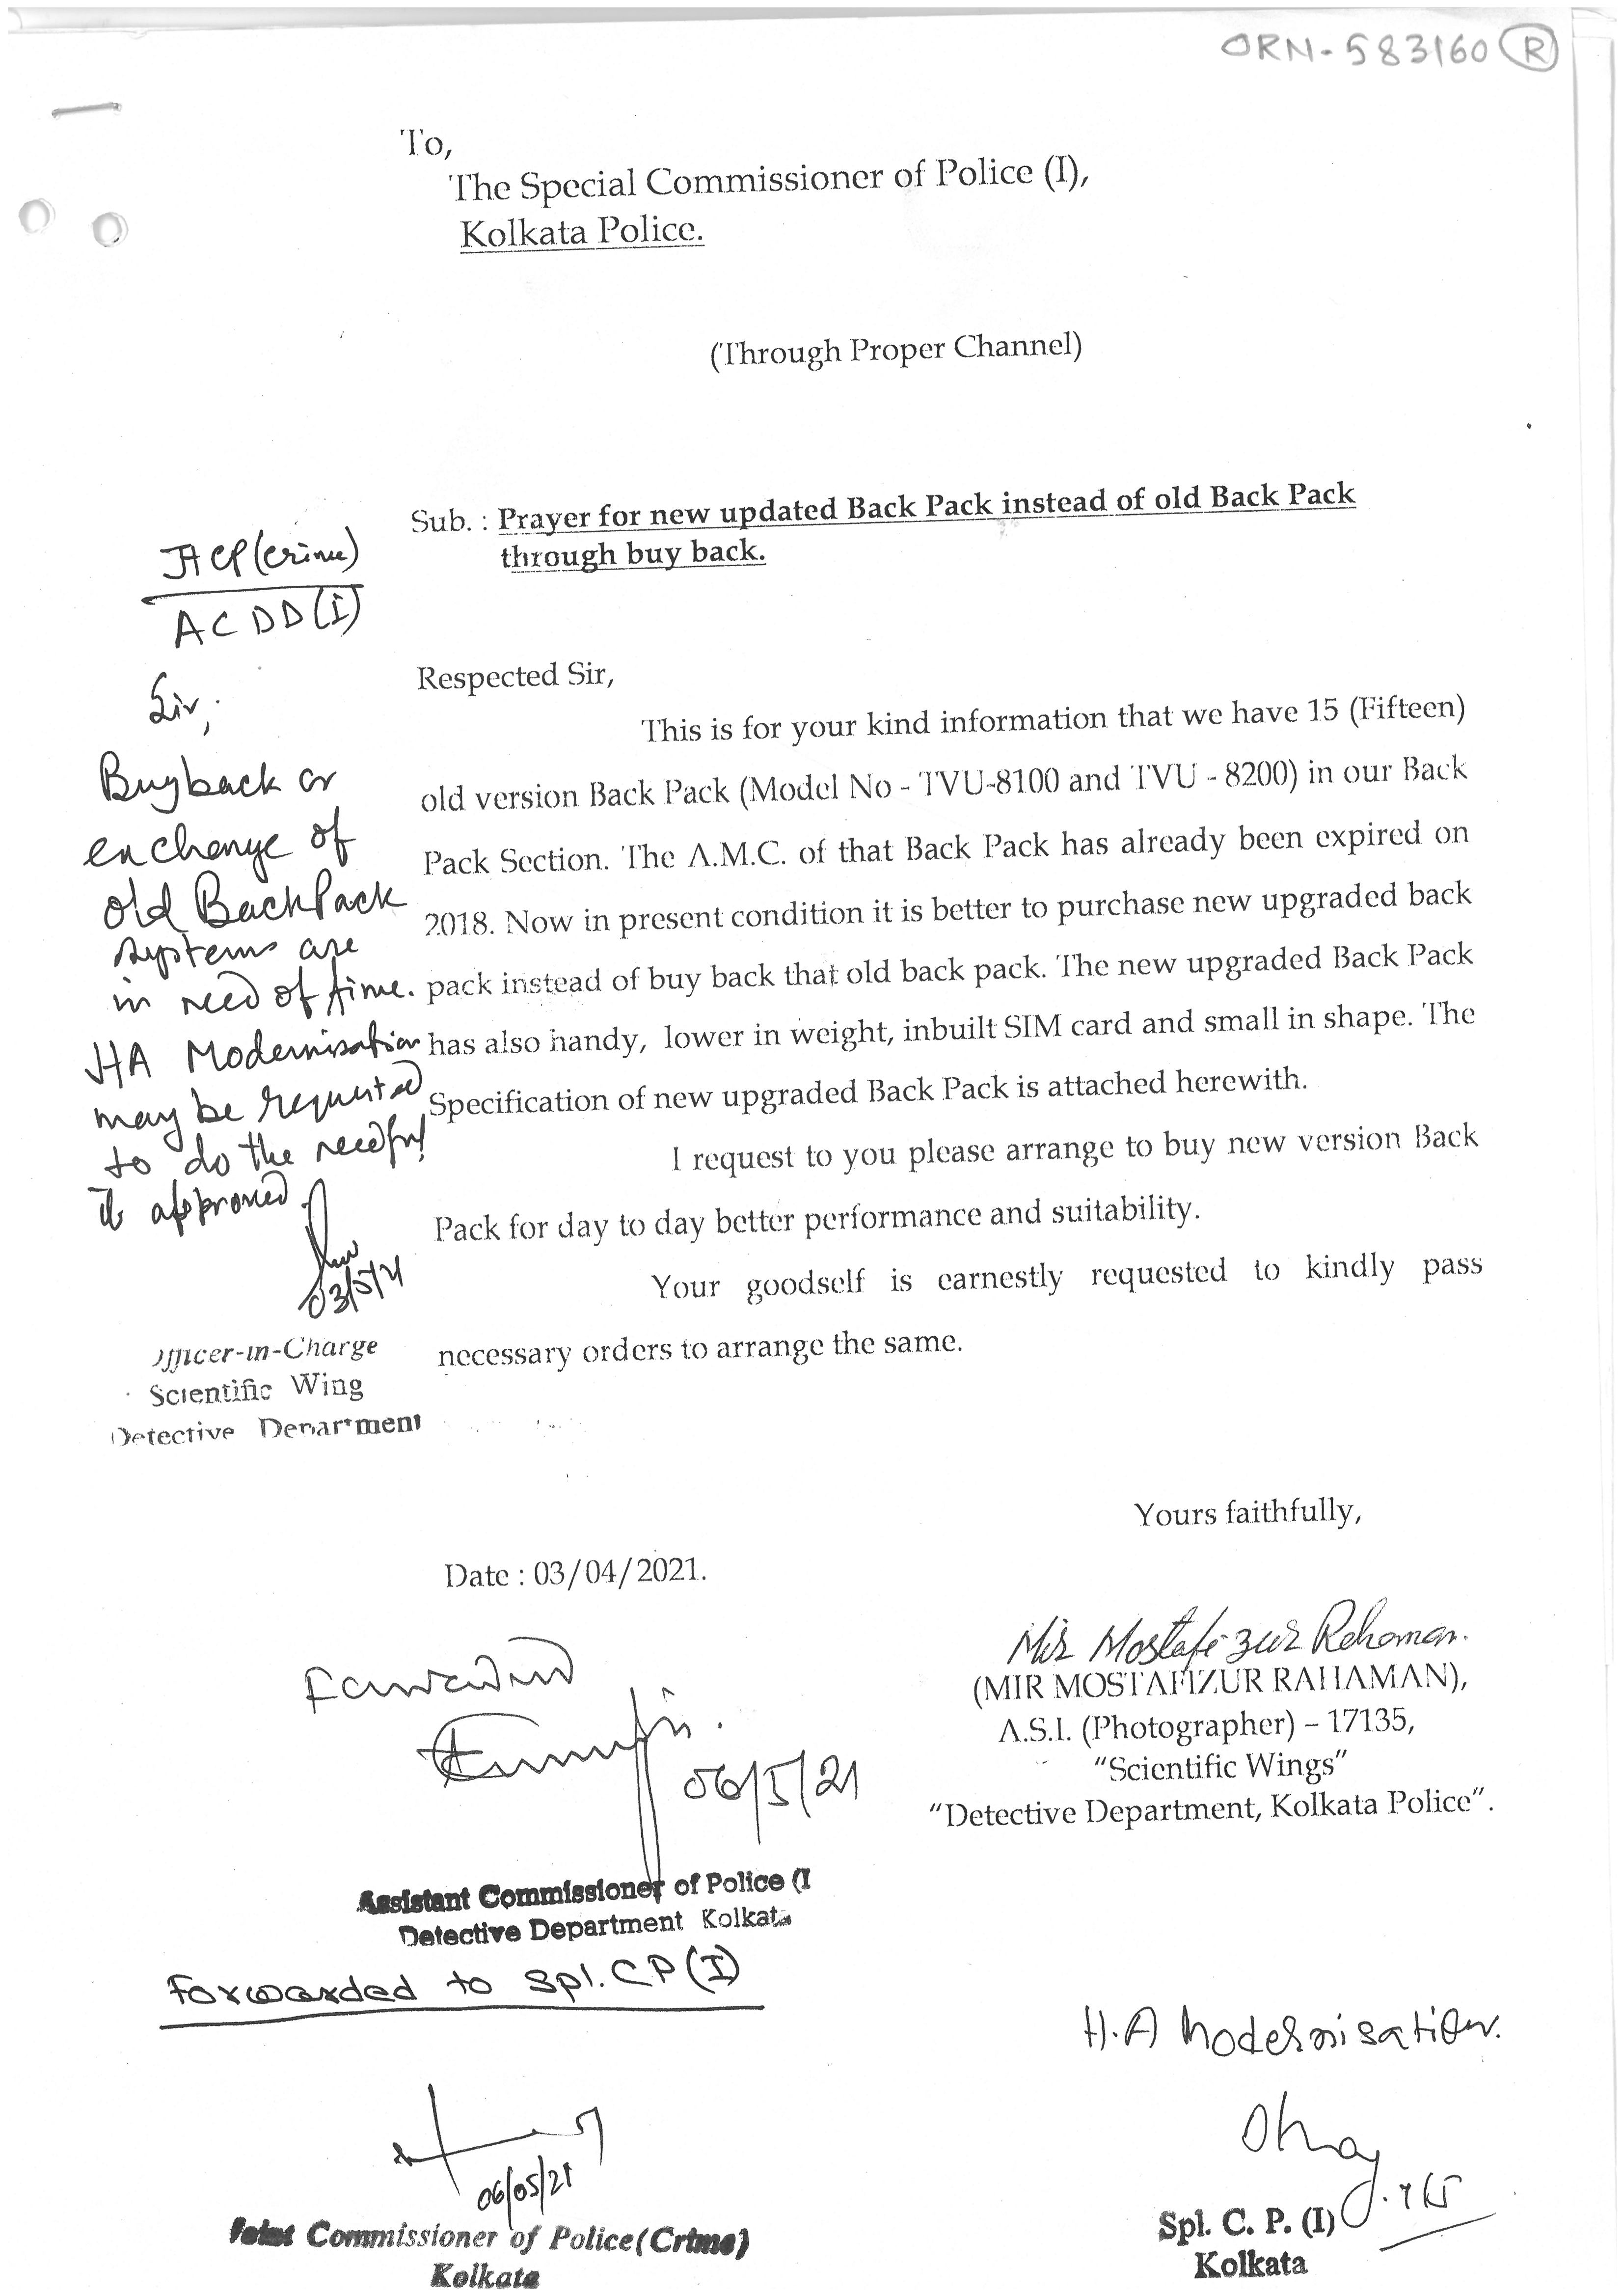 ORN-583160 R
To,
The Special Commissioner of Police (I),
Kolkata Police.
(Through Proper Channel)
Sub. : Prayer for new updated Back Pack instead of old Back Pack
through buy back.
Jt CP (Crime)
ACDD(I)
Sir,
Buyback or
exchange of
old BackPack
systems are
in need of time.
HA Modernisation
may be requested
to do the needful
if approved.
03/5/21
Officer-in-Charge
Scientific Wing
Detective Department
Respected Sir,
This is for your kind information that we have 15 (Fifteen)
old version Back Pack (Model No - TVU-8100 and TVU - 8200) in our Back
Pack Section. The A.M.C. of that Back Pack has already been expired on
2018. Now in present condition it is better to purchase new upgraded back
pack instead of buy back that old back pack. The new upgraded Back Pack
has also handy, lower in weight, inbuilt SIM card and small in shape. The
Specification of new upgraded Back Pack is attached herewith.
I request to you please arrange to buy new version Back
Pack for day to day better performance and suitability.
Your goodself is earnestly requested to kindly pass
necessary orders to arrange the same.
Yours faithfully,
Date : 03/04/2021.
Mir Mostafizur Rahaman.
(MIR MOSTAFIZUR RAHAMAN),
A.S.I. (Photographer) – 17135,
"Scientific Wings"
"Detective Department, Kolkata Police".
Forwarded
06/5/21
Assistant Commissioner of Police (I
Detective Department Kolkata
Forwarded to Spl. CP (I)
06/05/21
Joint Commissioner of Police (Crime)
Kolkata
H.A Modernisation.
Spl. C. P. (I)
Kolkata